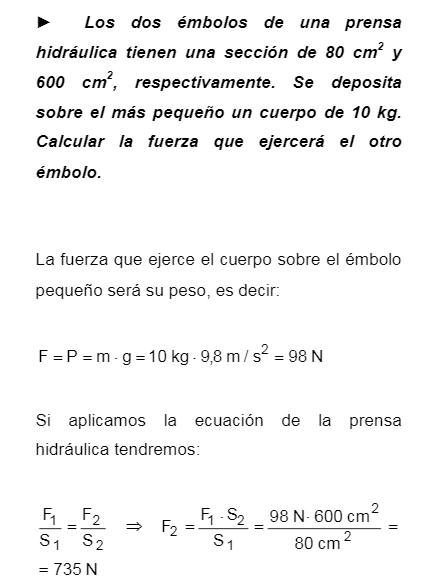 ► Los dos émbolos de una prensa
hidráulica tienen una sección de 80 cm² y
600 cm², respectivamente. Se deposita
sobre el más pequeño un cuerpo de 10 kg.
Calcular la fuerza que ejercerá el otro
émbolo.
La fuerza que ejerce el cuerpo sobre el émbolo
pequeño será su peso, es decir:
F = P = m · g = 10 kg · 9,8 m / s² = 98 N
Si aplicamos la ecuación de la prensa
hidráulica tendremos:
F₁/S₁ = F₂/S₂ ⇒ F₂ = F₁ · S₂/S₁ = 98 N · 600 cm²/80 cm² =
= 735 N